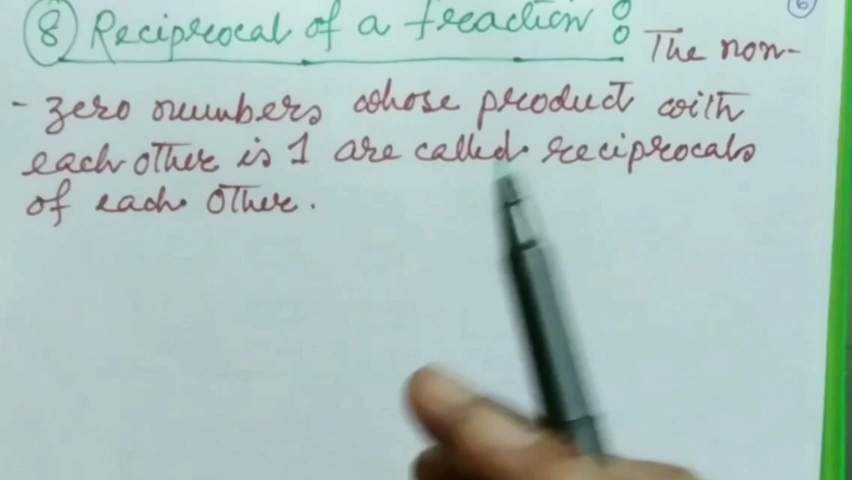 ⑧ Reciprocal of a fraction : The non-
- zero numbers whose product with
each other is 1 are called reciprocals
of each other.